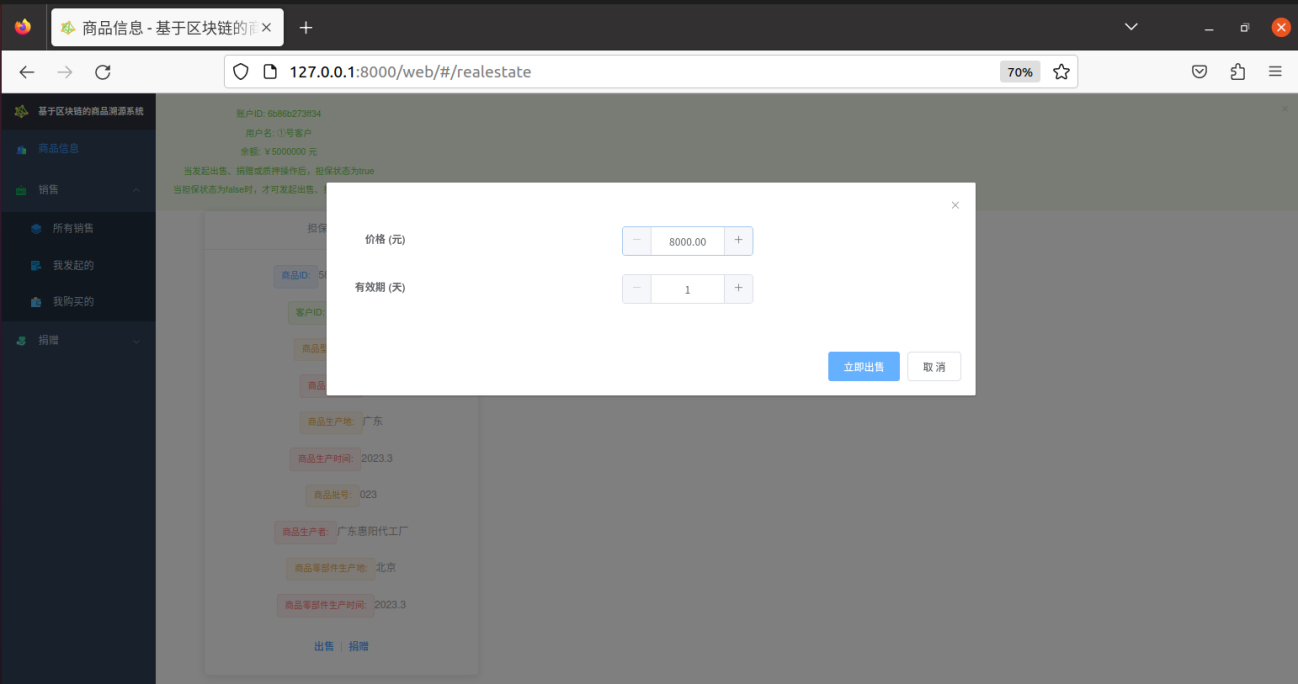 商品信息 - 基于区块链的商
127.0.0.1:8000/web/#/realestate
70%
基于区块链的商品溯源系统
商品信息
销售
所有销售
我发起的
我购买的
捐赠
账户ID: 6b86b273ff34
用户名: ①号客户
余额: ￥5000000 元
当发起出售、捐赠或质押操作后，担保状态为true
当担保状态为false时，才可发起出售、
担保
商品ID:
客户ID:
商品
商品
商品生产地: 广东
商品生产时间: 2023.3
商品批号: 023
商品生产者: 广东惠阳代工厂
商品零部件生产地: 北京
商品零部件生产时间: 2023.3
出售 | 捐赠
价格 (元)
8000.00
有效期 (天)
1
立即出售
取 消